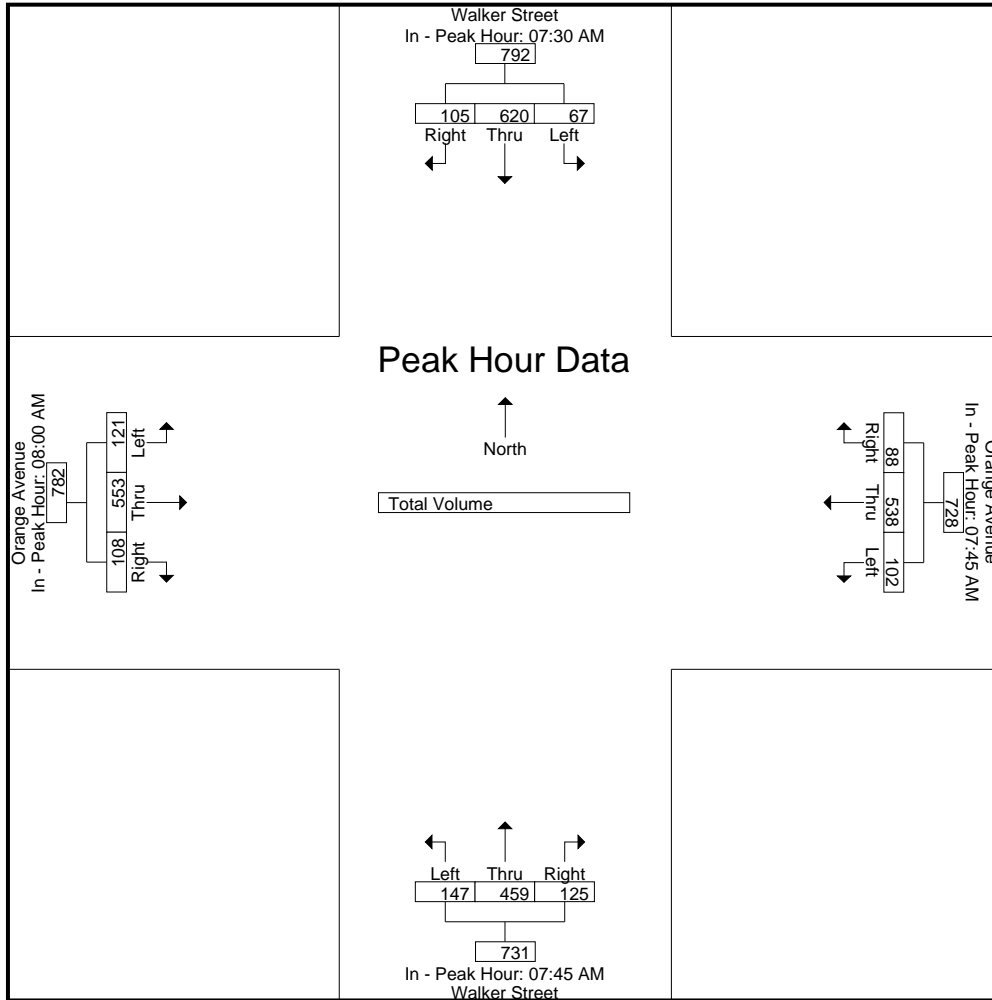 Walker Street
In - Peak Hour: 07:30 AM
792
105 620 67
Right Thru Left
Peak Hour Data
North
Total Volume
Orange Avenue
In - Peak Hour: 08:00 AM
782
121 553 108
Left Thru Right
Orange Avenue
In - Peak Hour: 07:45 AM
728
88 538 102
Right Thru Left
Left Thru Right
147 459 125
731
In - Peak Hour: 07:45 AM
Walker Street